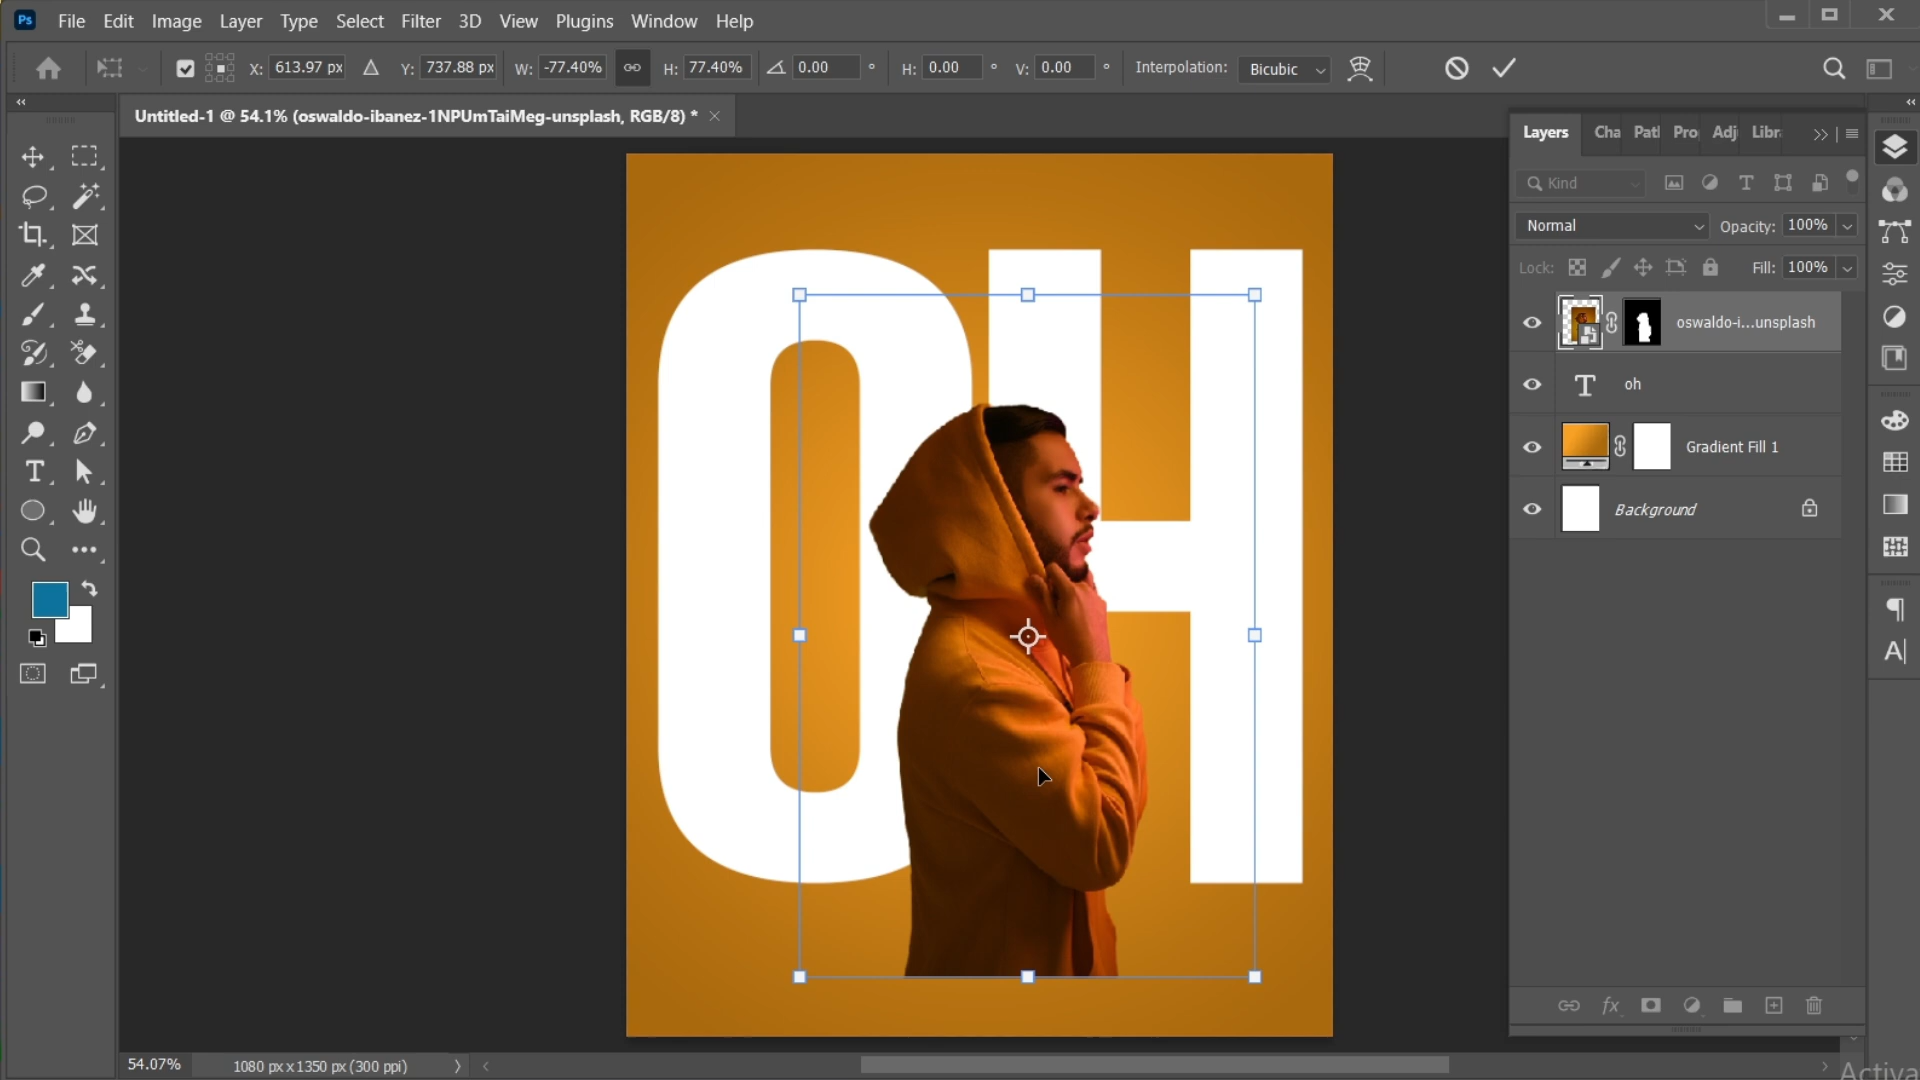 Ps File Edit Image Layer Type Select Filter 3D View Plugins Window Help
X: 613.97 px Y: 737.88 px W: -77.40% H: 77.40% 0.00 ° H: 0.00 ° V: 0.00 ° Interpolation: Bicubic
Untitled-1 @ 54.1% (oswaldo-ibanez-1NPUmTaiMeg-unsplash, RGB/8) *
OH
Layers Cha Patl Pro Adj Libr
Kind
Normal Opacity: 100%
Lock: Fill: 100%
oswaldo-i...unsplash
T oh
Gradient Fill 1
Background
54.07% 1080 px x 1350 px (300 ppi)
Activa